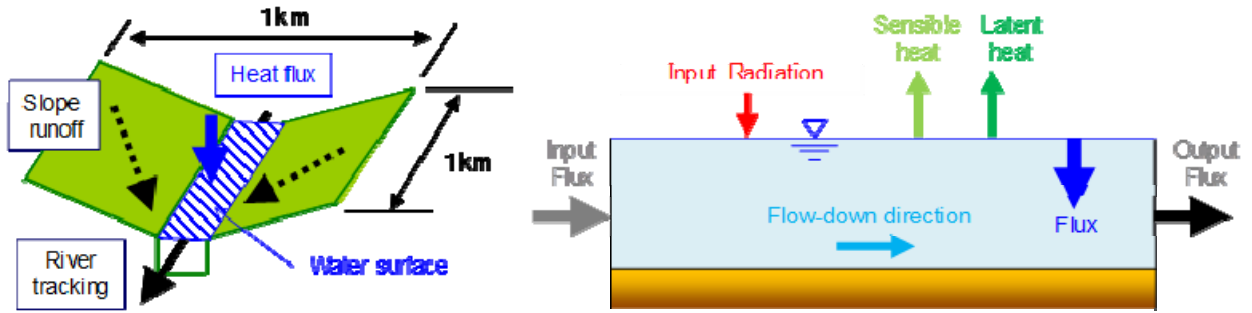 1km
Heat flux
Slope
runoff
1km
River
tracking
Water surface
Sensible
heat
Latent
heat
Input Radiation
Input
Flux
Output
Flux
Flow-down direction
Flux